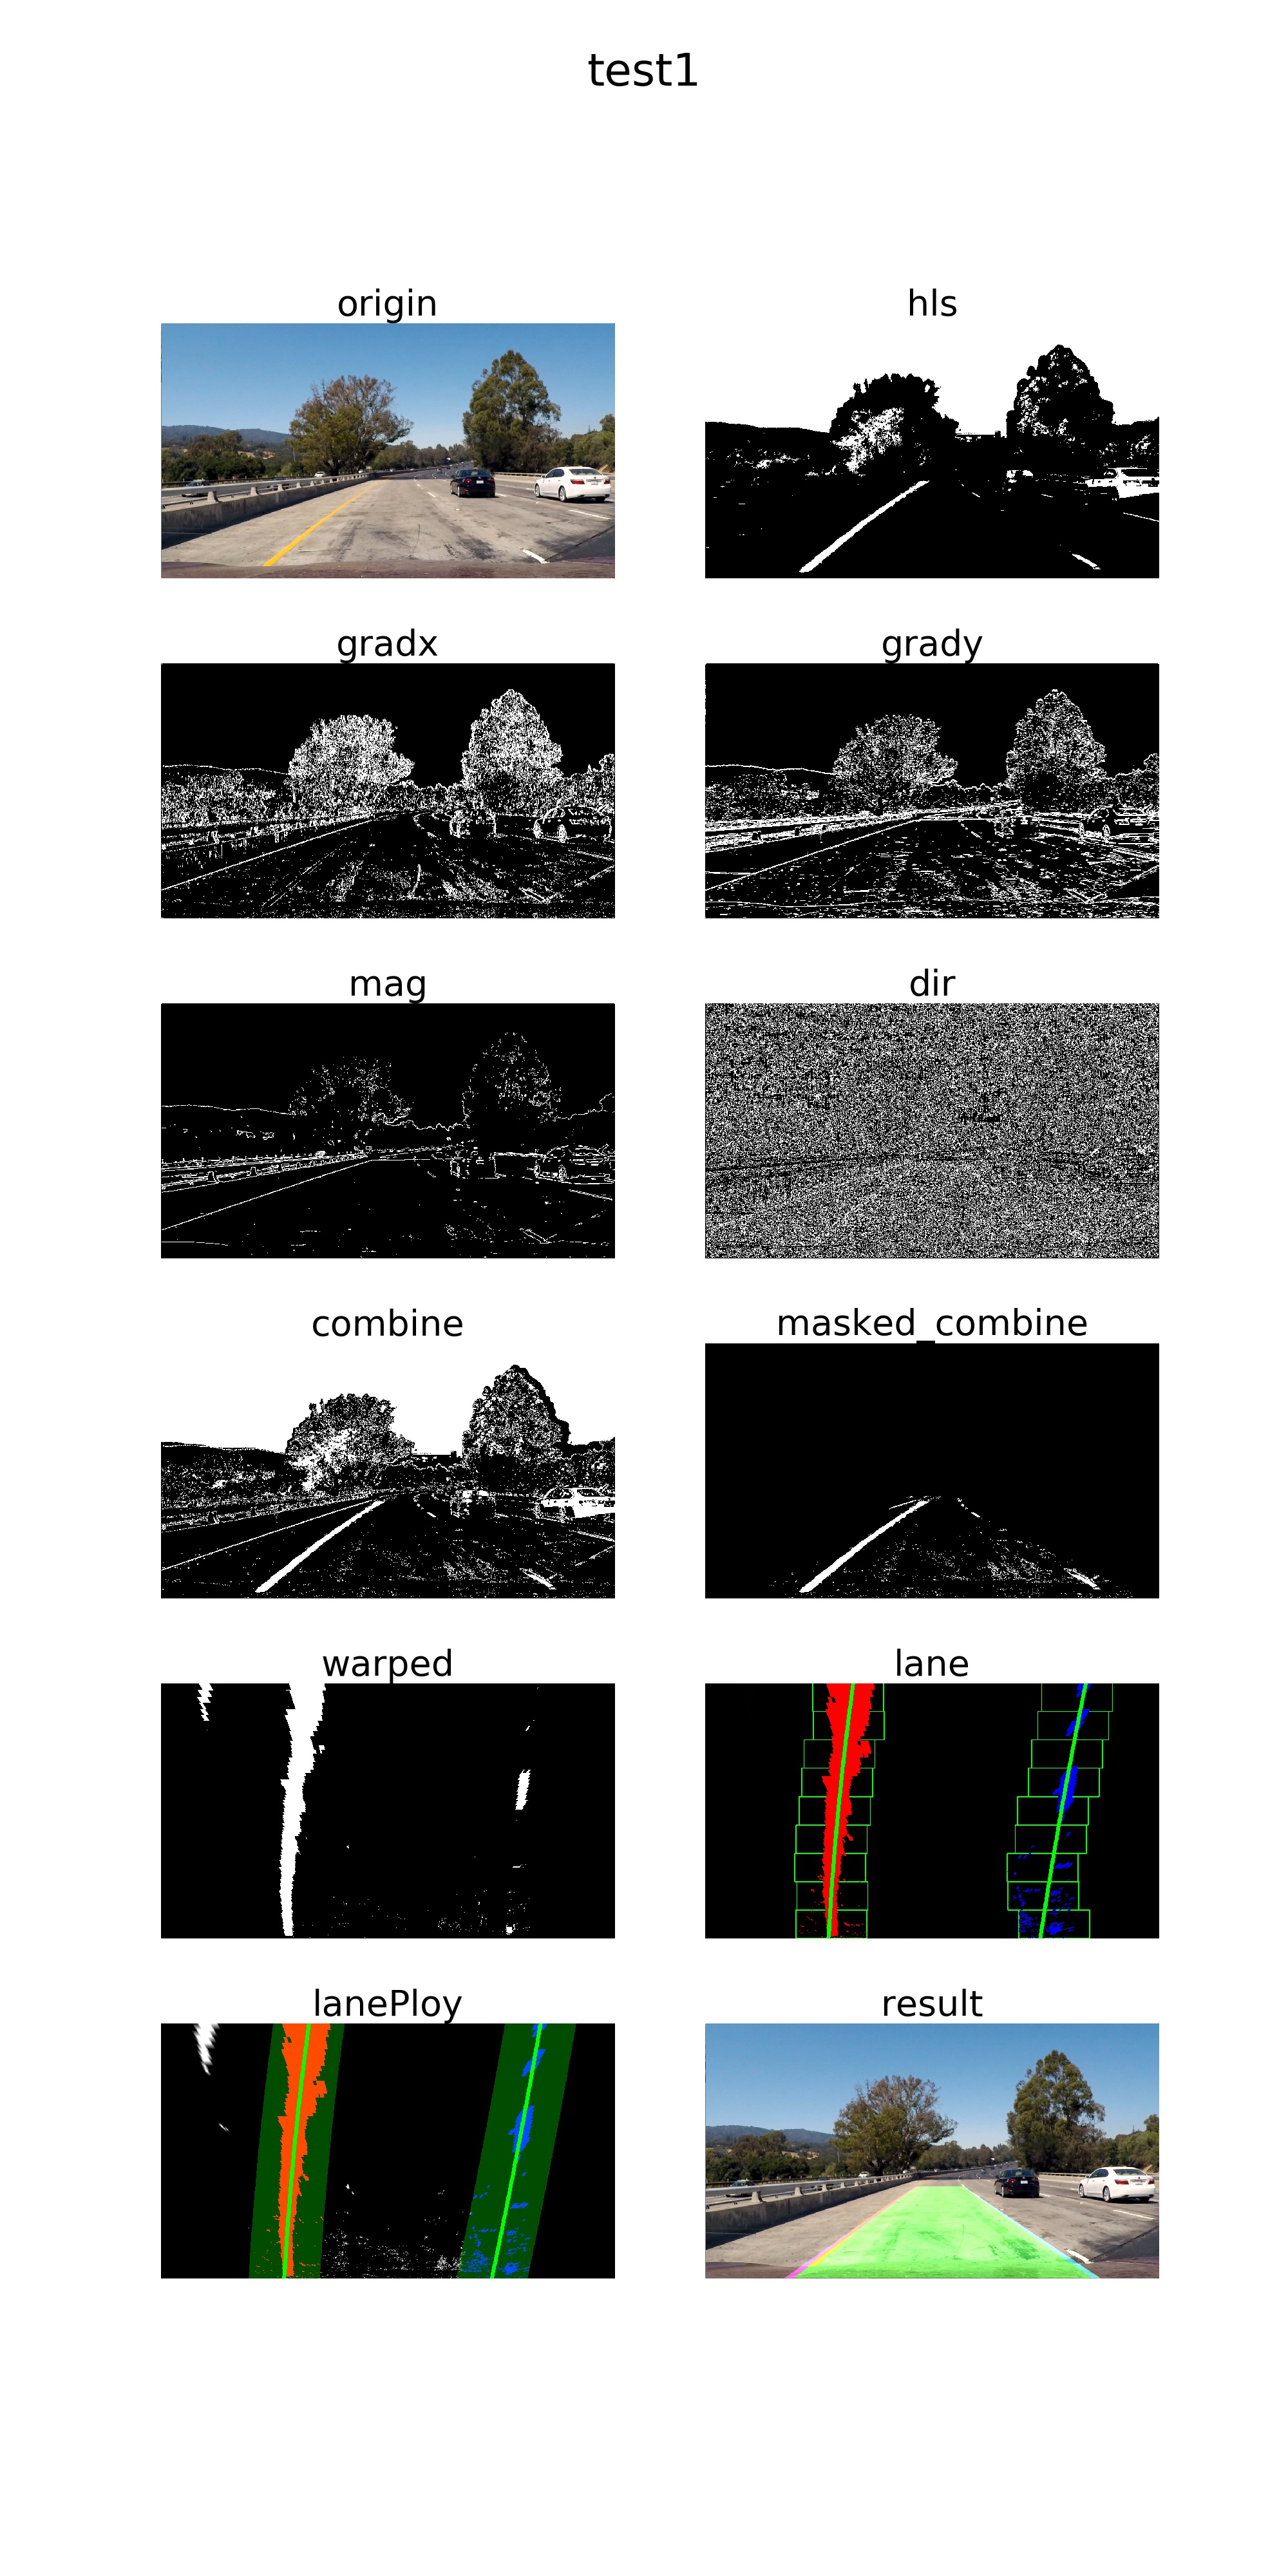 test1
origin
hls
gradx
grady
mag
dir
combine
masked_combine
warped
lane
lanePloy
result